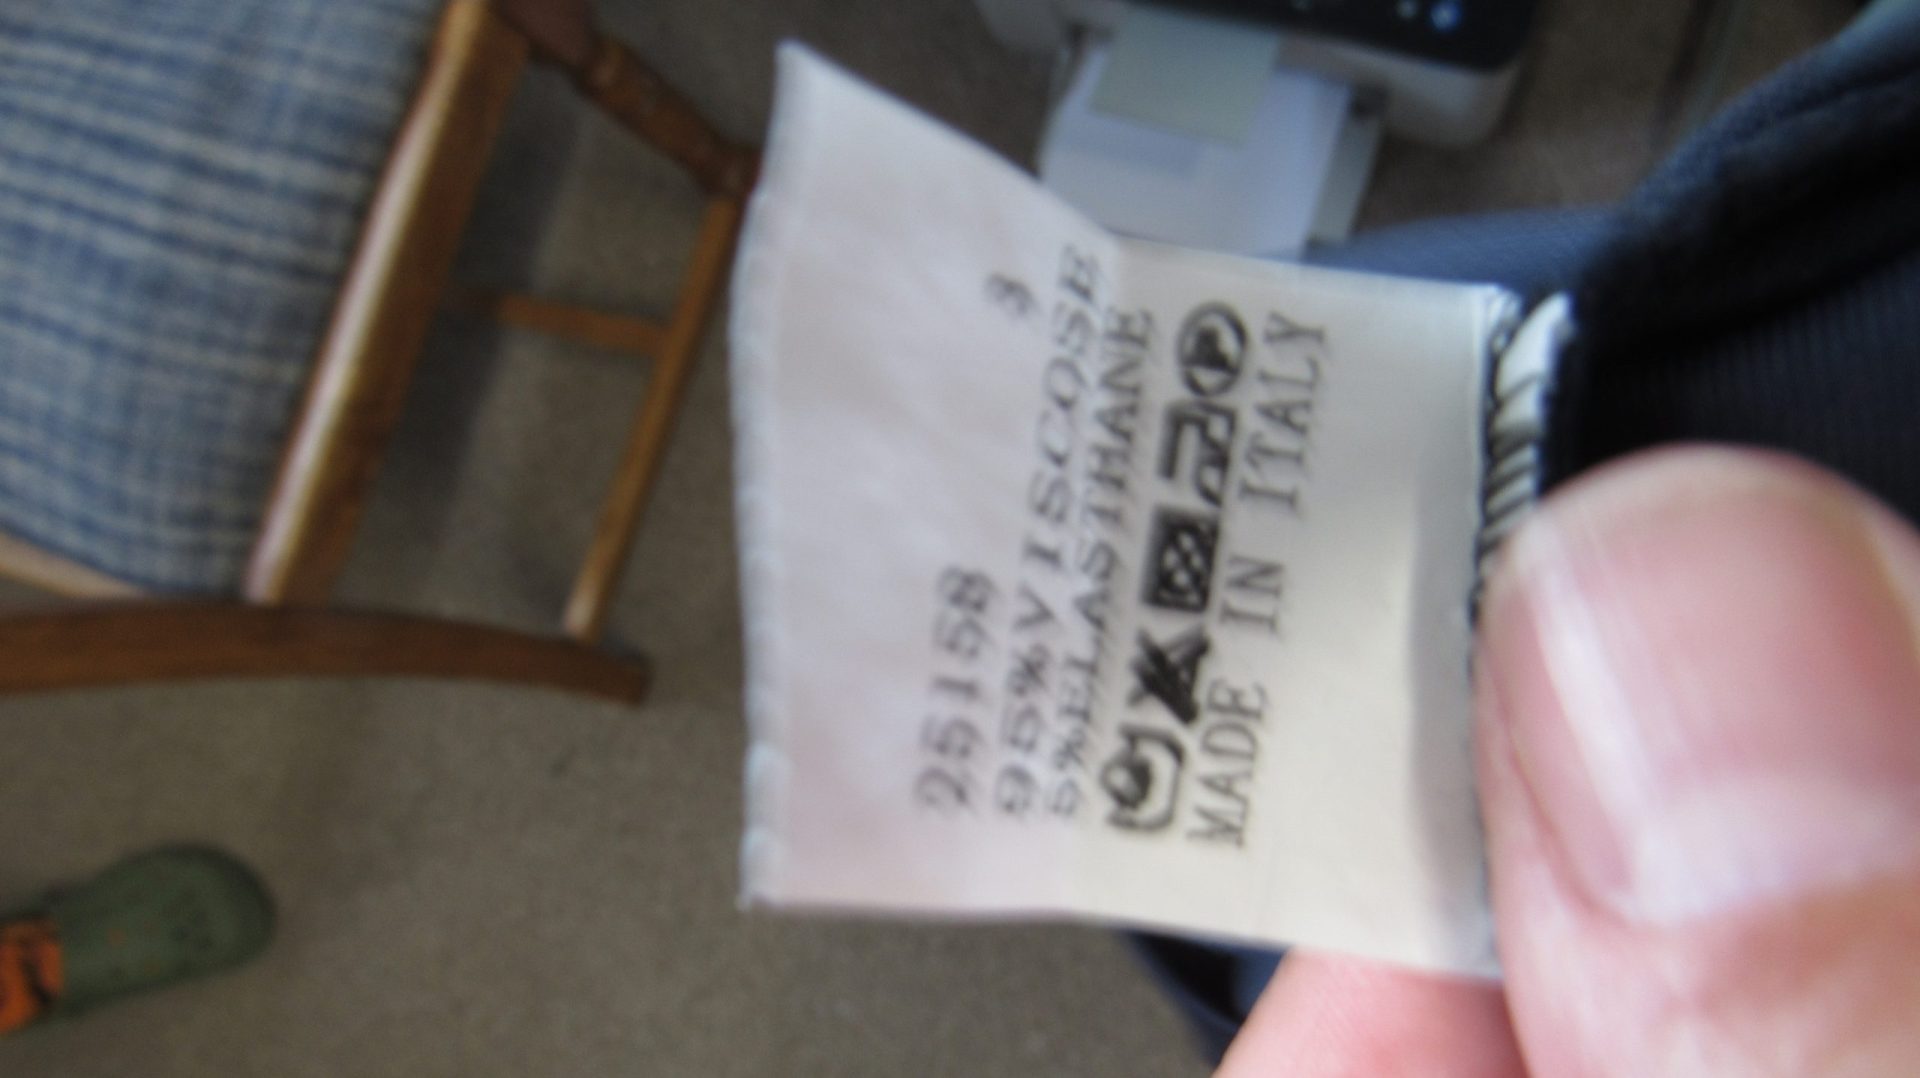 25158 3
95%VISCOSE
5%ELASTHANE
P
MADE IN ITALY